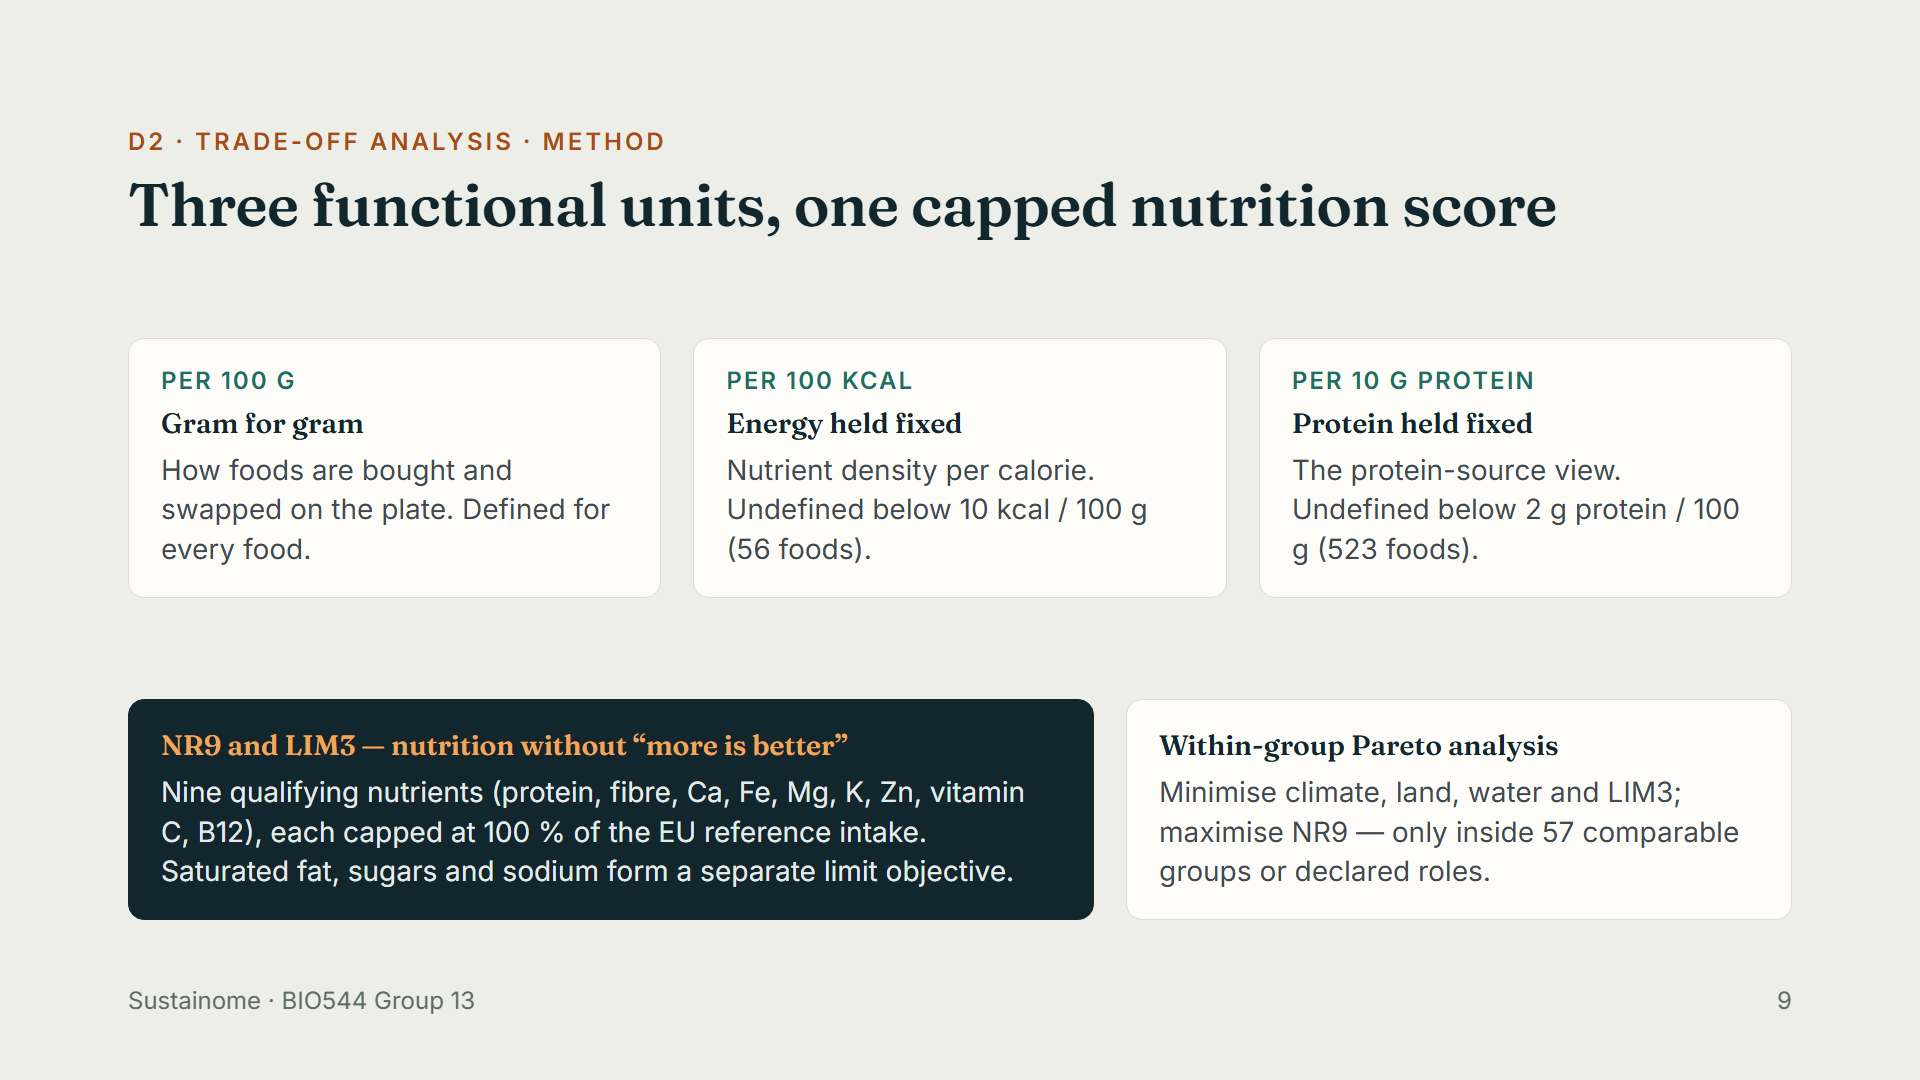 D2 · TRADE-OFF ANALYSIS · METHOD
Three functional units, one capped nutrition score
PER 100 G
Gram for gram
How foods are bought and
swapped on the plate. Defined for
every food.
PER 100 KCAL
Energy held fixed
Nutrient density per calorie.
Undefined below 10 kcal / 100 g
(56 foods).
PER 10 G PROTEIN
Protein held fixed
The protein-source view.
Undefined below 2 g protein / 100
g (523 foods).
NR9 and LIM3 — nutrition without “more is better”
Nine qualifying nutrients (protein, fibre, Ca, Fe, Mg, K, Zn, vitamin
C, B12), each capped at 100 % of the EU reference intake.
Saturated fat, sugars and sodium form a separate limit objective.
Within-group Pareto analysis
Minimise climate, land, water and LIM3;
maximise NR9 — only inside 57 comparable
groups or declared roles.
Sustainome · BIO544 Group 13
9